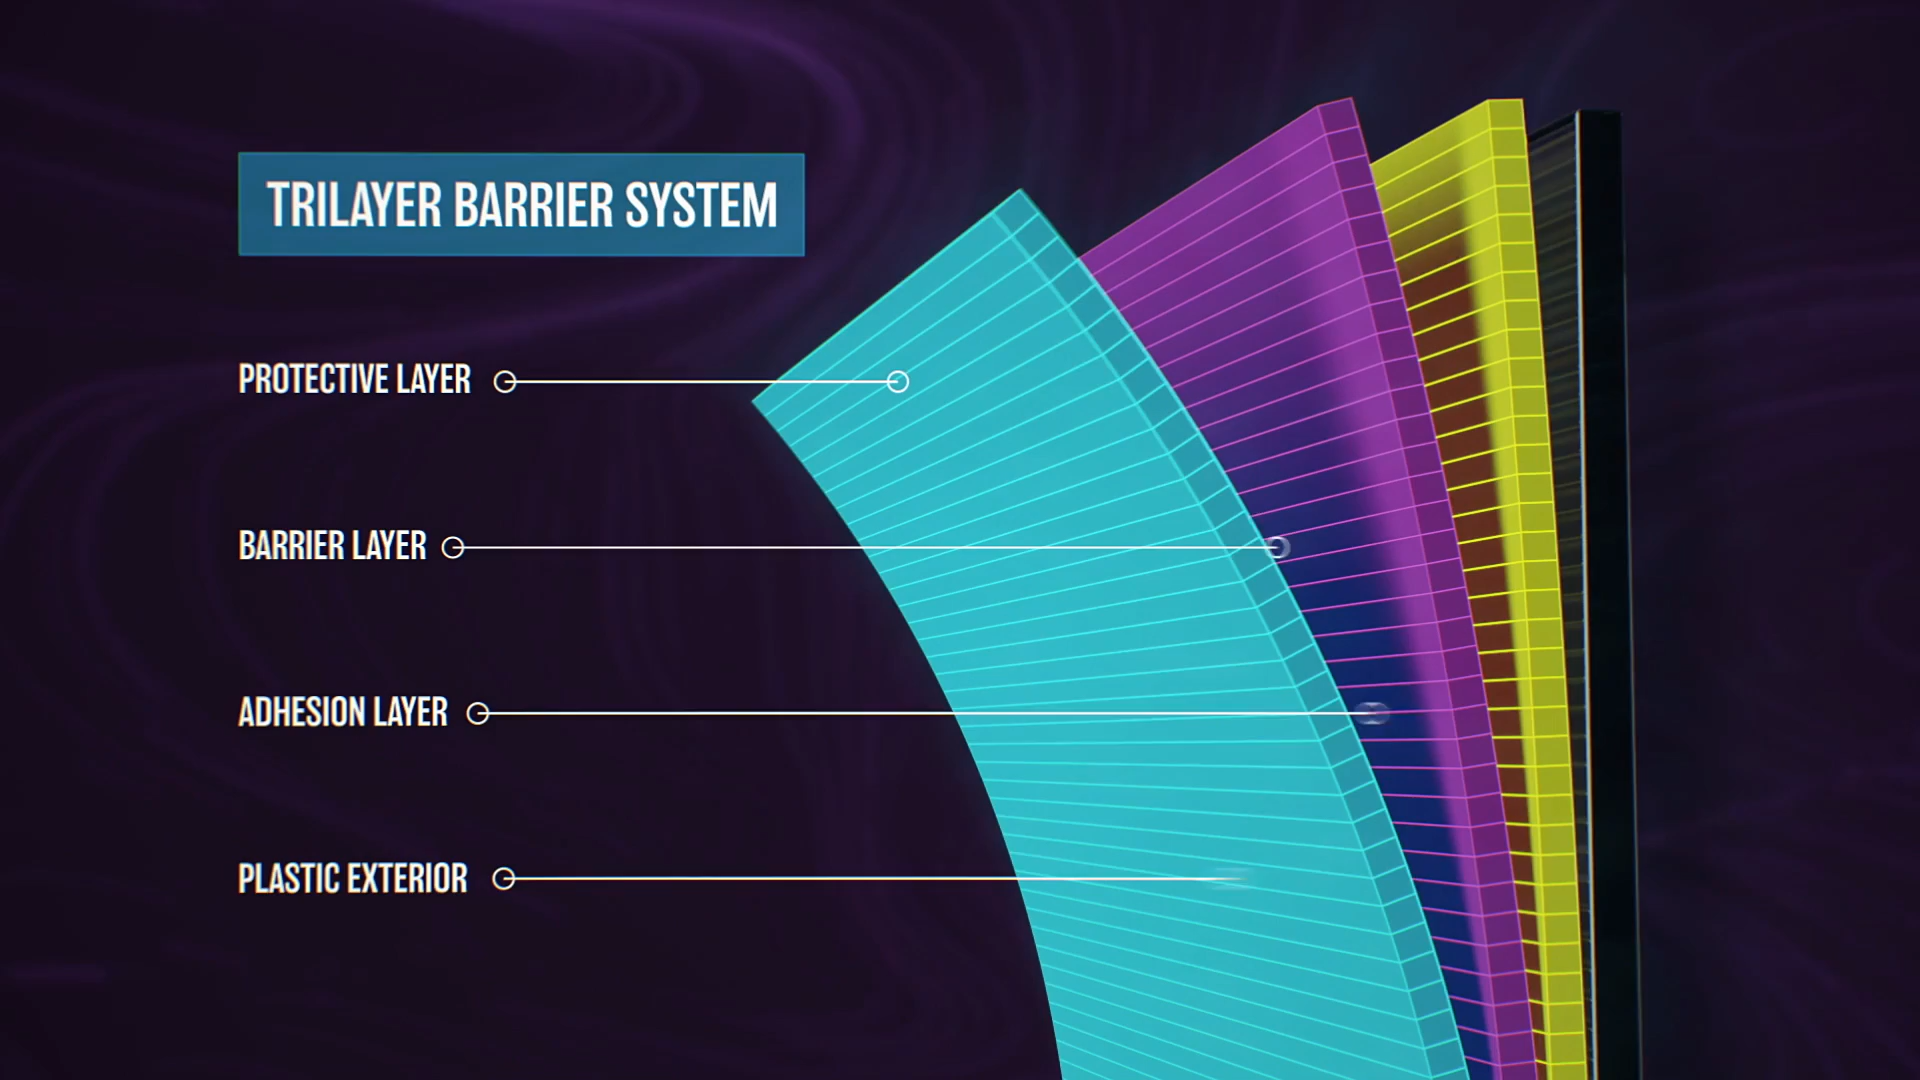 TRILAYER BARRIER SYSTEM
PROTECTIVE LAYER
BARRIER LAYER
ADHESION LAYER
PLASTIC EXTERIOR